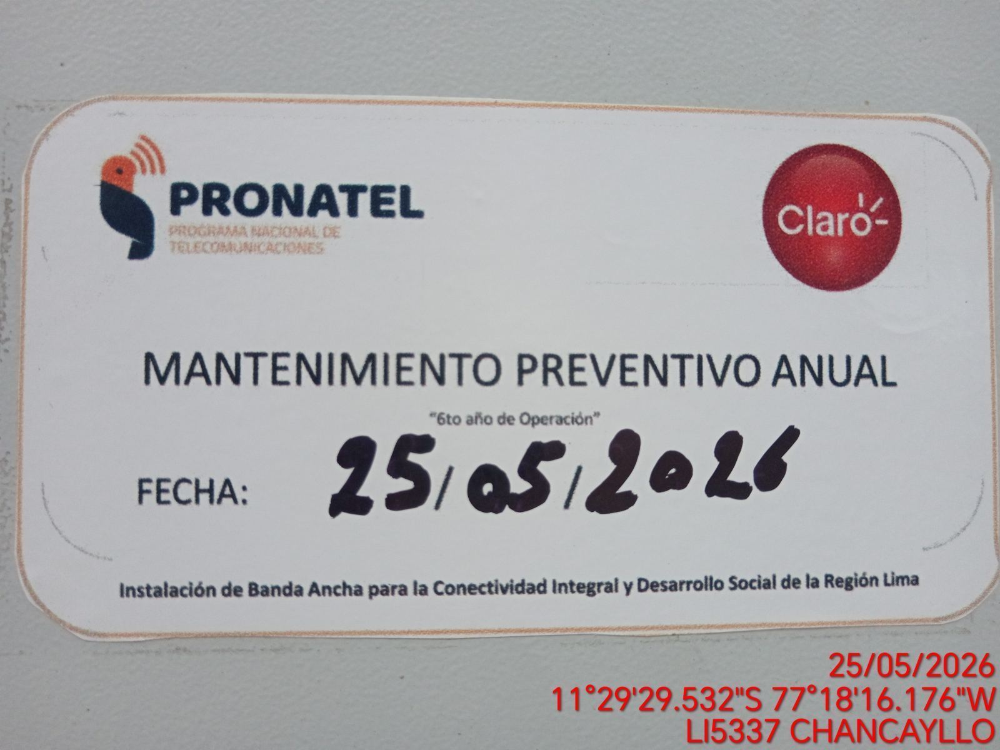 PRONATEL
PROGRAMA NACIONAL DE
TELECOMUNICACIONES
Claro
MANTENIMIENTO PREVENTIVO ANUAL
"6to año de Operación"
FECHA: 25/05/2026
Instalación de Banda Ancha para la Conectividad Integral y Desarrollo Social de la Región Lima
25/05/2026
11°29'29.532"S 77°18'16.176"W
LI5337 CHANCAYLLO